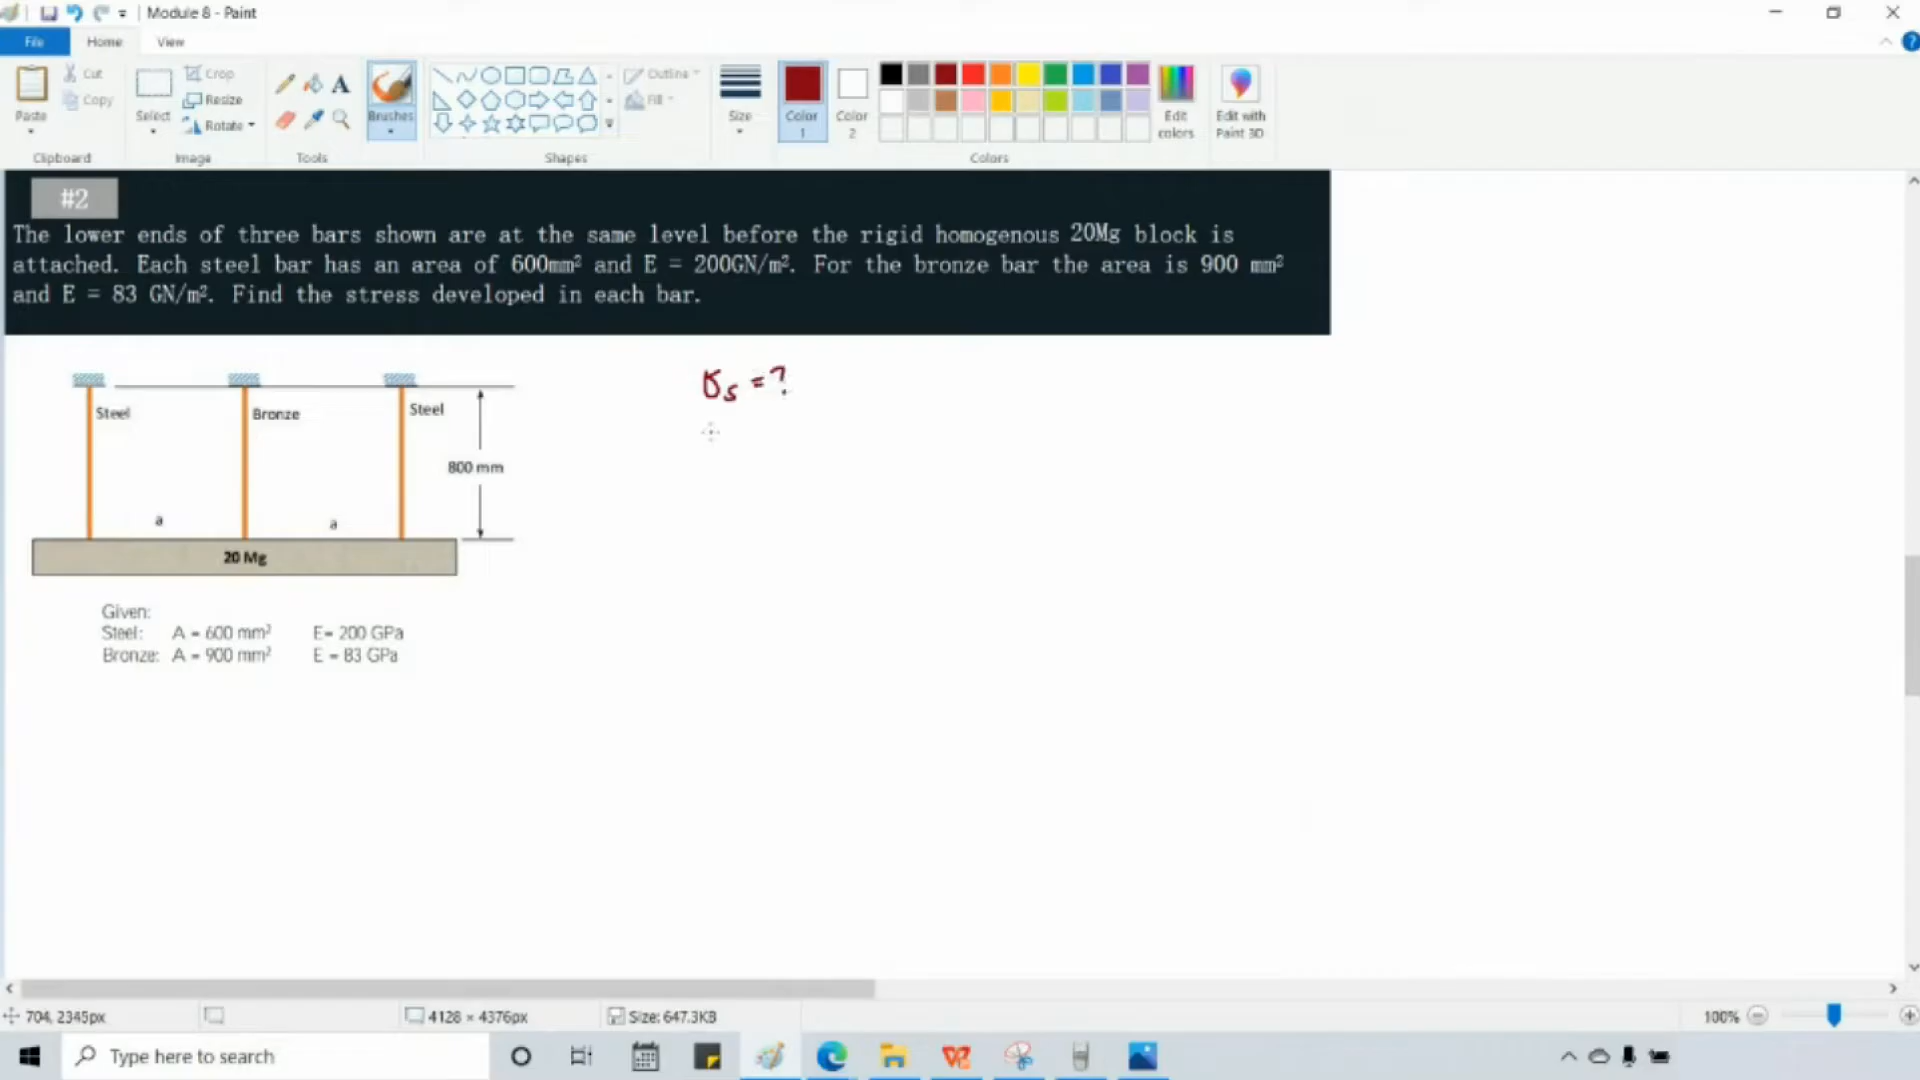 Module 8 - Paint
File Home View
Paste
Cut
Copy
Clipboard
Select
Crop
Resize
Rotate
Image
Tools
Brushes
Shapes
Outline
Fill
Size
Color 1
Color 2
Colors
Edit colors
Edit with Paint 3D
#2
The lower ends of three bars shown are at the same level before the rigid homogenous 20Mg block is
attached. Each steel bar has an area of 600mm² and E = 200GN/m². For the bronze bar the area is 900 mm²
and E = 83 GN/m². Find the stress developed in each bar.
σs = ?
Steel
Bronze
Steel
800 mm
a
a
20 Mg
Given:
Steel: A = 600 mm² E= 200 GPa
Bronze: A = 900 mm² E = 83 GPa
704, 2345px
4128 × 4376px
Size: 647.3KB
100%
Type here to search